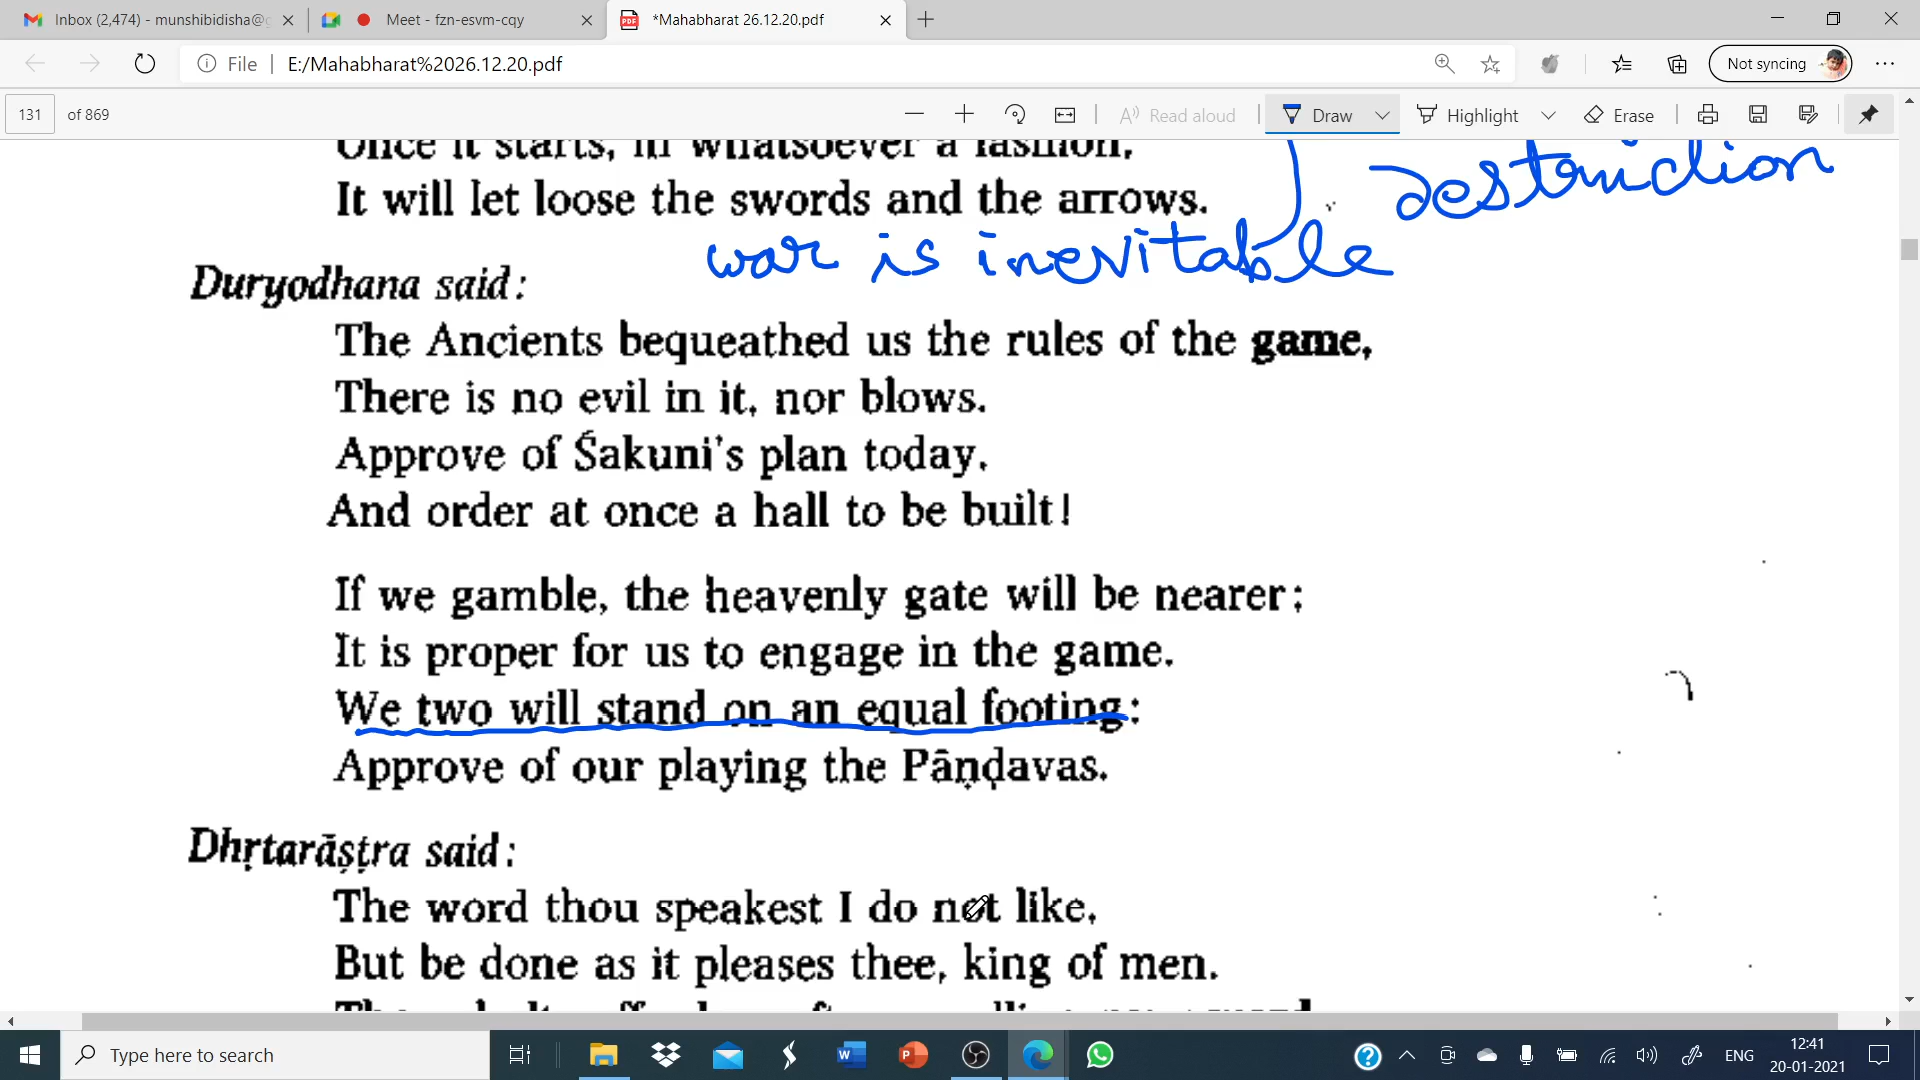 Inbox (2,474) - munshibidisha@g
Meet - fzn-esvm-cqy
*Mahabharat 26.12.20.pdf
File
E:/Mahabharat%2026.12.20.pdf
Not syncing
131 of 869
Read aloud
Draw
Highlight
Erase
Once it starts, in whatsoever a fashion,
destruction
It will let loose the swords and the arrows.
war is inevitable
Duryodhana said:
The Ancients bequeathed us the rules of the game,
There is no evil in it, nor blows.
Approve of Śakuni's plan today,
And order at once a hall to be built!
If we gamble, the heavenly gate will be nearer;
It is proper for us to engage in the game.
We two will stand on an equal footing:
Approve of our playing the Pāṇḍavas.
Dhṛtarāṣṭra said:
The word thou speakest I do not like,
But be done as it pleases thee, king of men.
Type here to search
ENG
12:41
20-01-2021